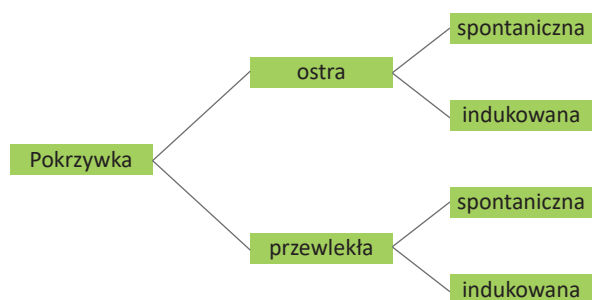 Pokrzywka
ostra
spontaniczna
indukowana
przewlekła
spontaniczna
indukowana